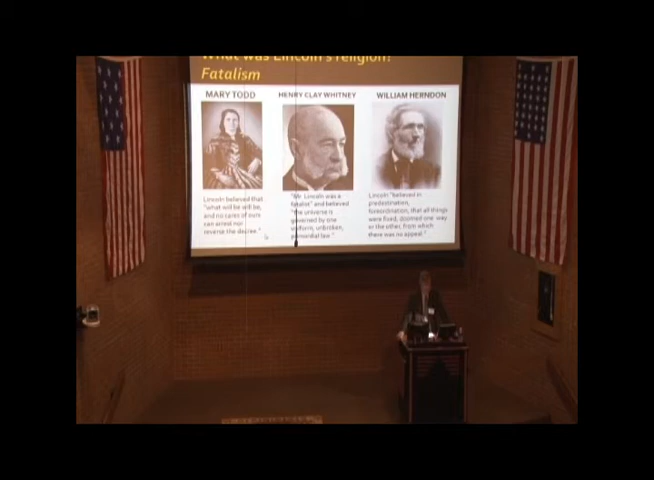 What was Lincoln's religion?
Fatalism
MARY TODD
Lincoln believed that
"what will be will be,
and no cares of ours
can arrest nor
reverse the decree."
HENRY CLAY WHITNEY
"Mr. Lincoln was a
fatalist" and believed
"the universe is
governed by one
uniform, unbroken,
primordial law."
WILLIAM HERNDON
Lincoln "believed in
predestination,
foreordination, that all things
were fixed, doomed one way
or the other, from which
there was no appeal."